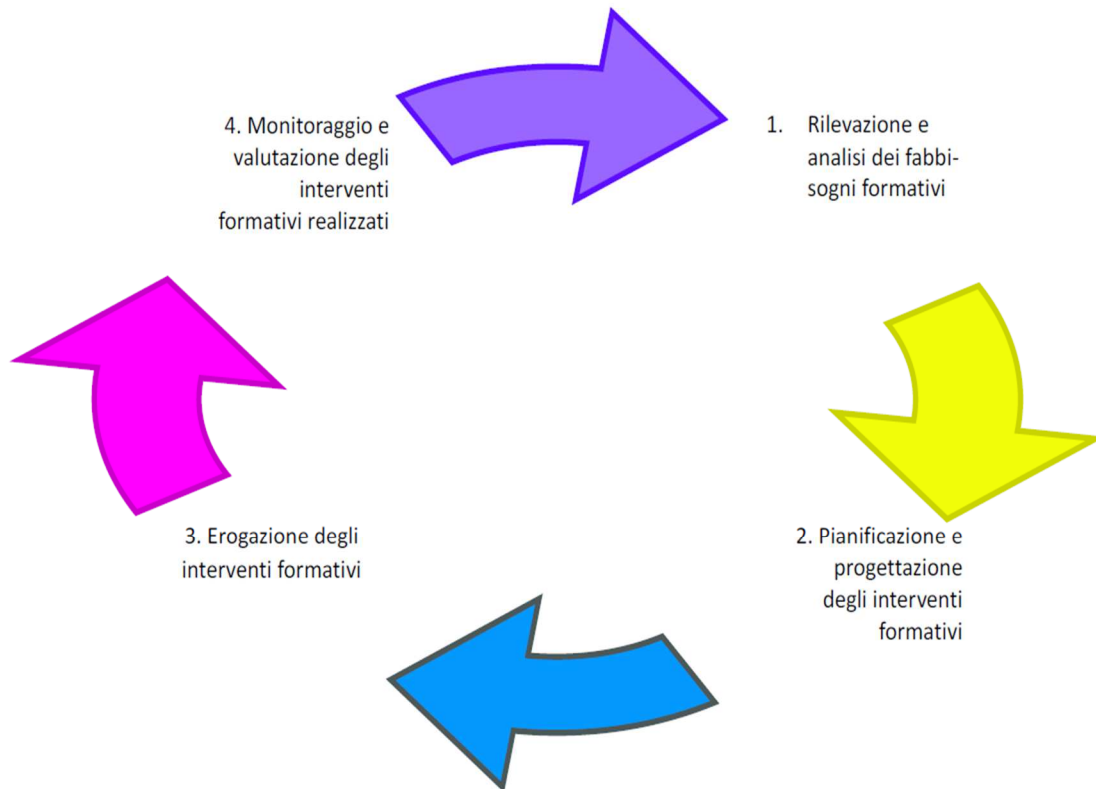 1. Rilevazione e
analisi dei fabbi-
sogni formativi
2. Pianificazione e
progettazione
degli interventi
formativi
3. Erogazione degli
interventi formativi
4. Monitoraggio e
valutazione degli
interventi
formativi realizzati